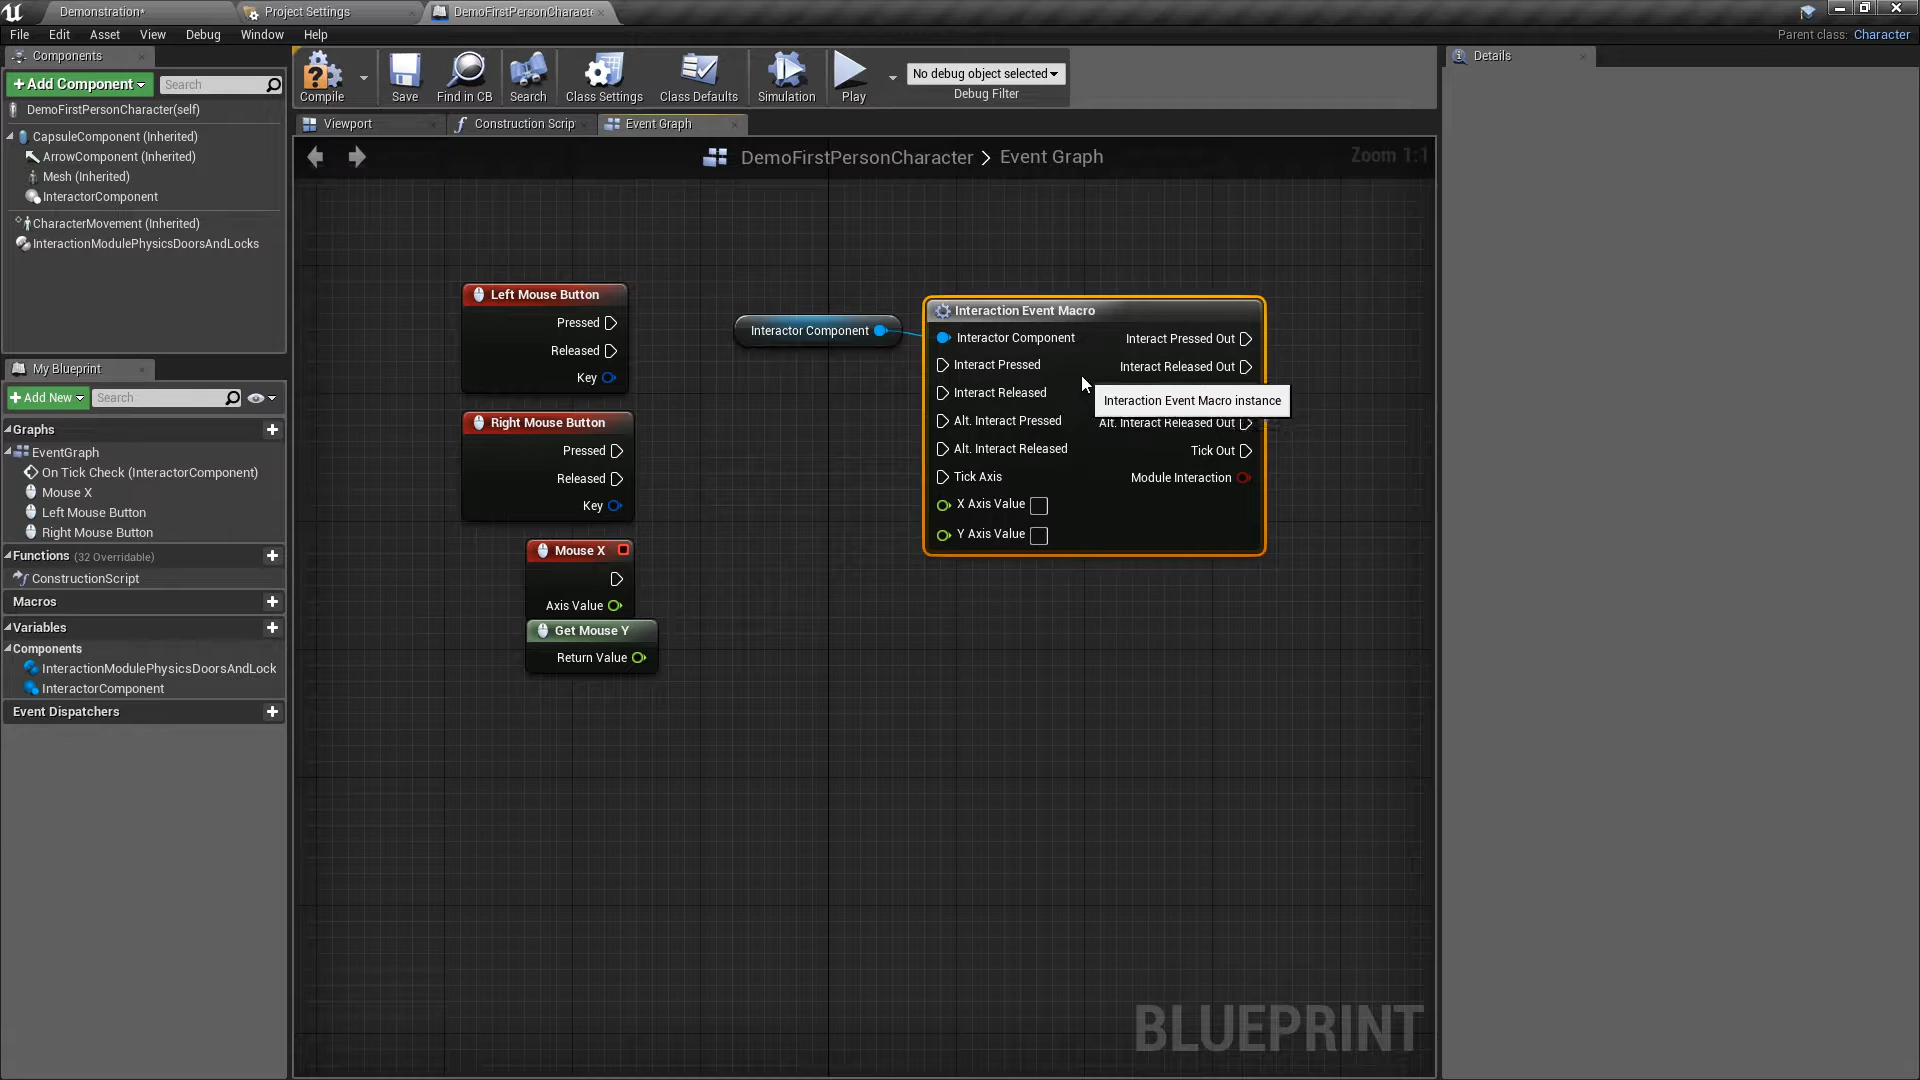 Demonstration*
Project Settings
DemoFirstPersonCharacte
File Edit Asset View Debug Window Help
Parent class: Character
Components
Add Component
Search
DemoFirstPersonCharacter(self)
CapsuleComponent (Inherited)
ArrowComponent (Inherited)
Mesh (Inherited)
InteractorComponent
CharacterMovement (Inherited)
InteractionModulePhysicsDoorsAndLocks
Compile
Save
Find in CB
Search
Class Settings
Class Defaults
Simulation
Play
No debug object selected
Debug Filter
Details
Viewport
Construction Scrip
Event Graph
DemoFirstPersonCharacter > Event Graph
Zoom 1:1
My Blueprint
Add New
Search
Graphs
EventGraph
On Tick Check (InteractorComponent)
Mouse X
Left Mouse Button
Right Mouse Button
Functions (32 Overridable)
ConstructionScript
Macros
Variables
Components
InteractionModulePhysicsDoorsAndLock
InteractorComponent
Event Dispatchers
Left Mouse Button
Pressed
Released
Key
Right Mouse Button
Pressed
Released
Key
Mouse X
Axis Value
Get Mouse Y
Return Value
Interactor Component
Interaction Event Macro
Interactor Component
Interact Pressed Out
Interact Pressed
Interact Released Out
Interact Released
Interaction Event Macro instance
Alt. Interact Pressed
Alt. Interact Released Out
Alt. Interact Released
Tick Out
Tick Axis
Module Interaction
X Axis Value
Y Axis Value
BLUEPRINT